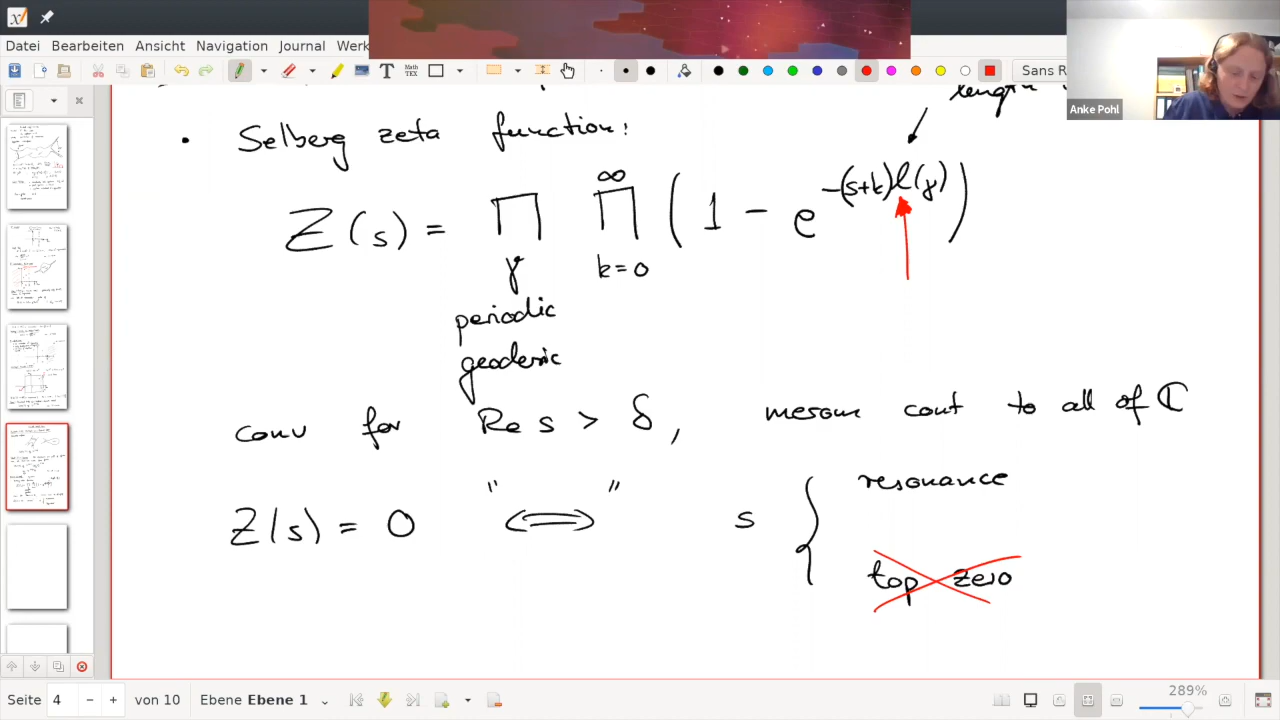 Datei Bearbeiten Ansicht Navigation Journal
TEX
Sans R
Anke Pohl
length
• Selberg zeta function:
Z(s) = ∏ ∏ (1 - e^{-(s+k)ℓ(γ)})
γ k=0 ∞
periodic
geodesic
conv for Re s > δ, merom cont to all of ℂ
Z(s) = 0 "⟺" s { resonance
top zero
Seite 4 von 10 Ebene Ebene 1
289%